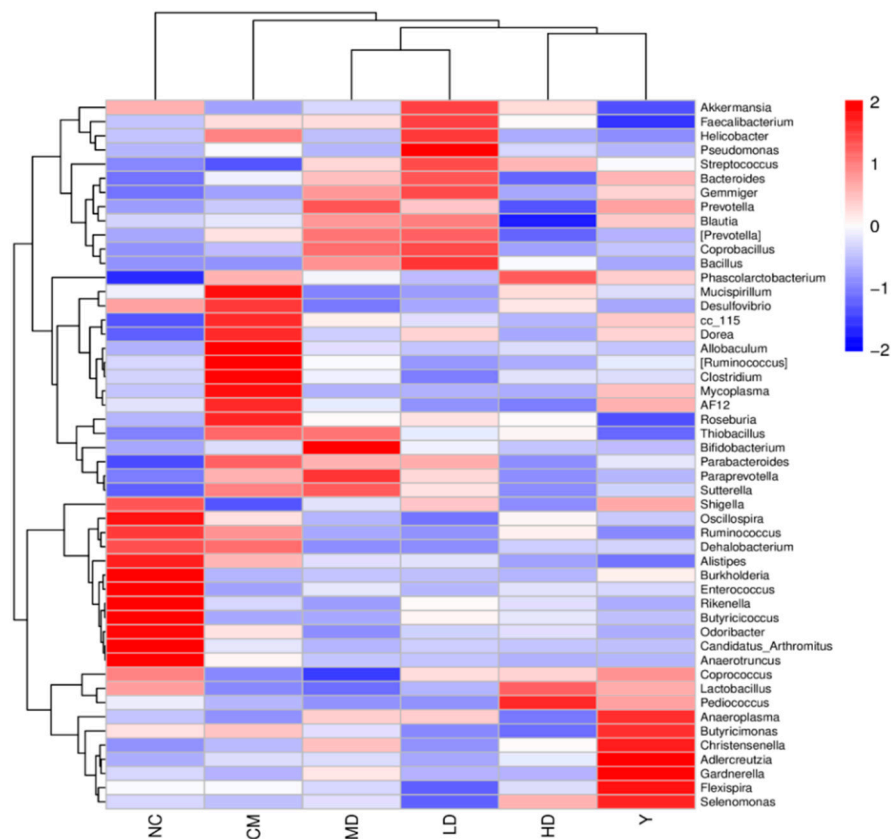 Akkermansia
Faecalibacterium
Helicobacter
Pseudomonas
Streptococcus
Bacteroides
Gemmiger
Prevotella
Blautia
[Prevotella]
Coprobacillus
Bacillus
Phascolarctobacterium
Mucispirillum
Desulfovibrio
cc_115
Dorea
Allobaculum
[Ruminococcus]
Clostridium
Mycoplasma
AF12
Roseburia
Thiobacillus
Bifidobacterium
Parabacteroides
Paraprevotella
Sutterella
Shigella
Oscillospira
Ruminococcus
Dehalobacterium
Alistipes
Burkholderia
Enterococcus
Rikenella
Butyricicoccus
Odoribacter
Candidatus_Arthromitus
Anaerotruncus
Coprococcus
Lactobacillus
Pediococcus
Anaeroplasma
Butyricimonas
Christensenella
Adlercreutzia
Gardnerella
Flexispira
Selenomonas
2
1
0
−1
−2
NC
CM
MD
LD
HD
Y